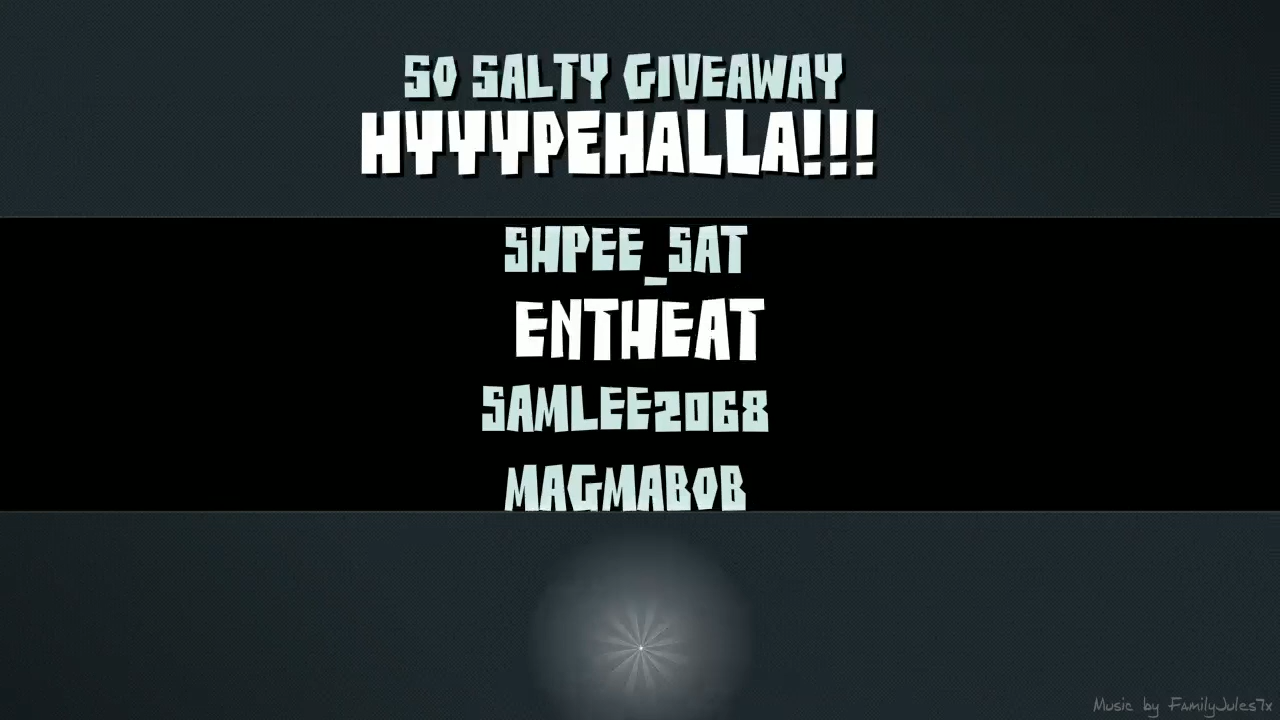 SO SALTY GIVEAWAY
HYYYPEHALLA!!!
SHPEE_SAT
ENTHEAT
SAMLEE2068
MAGMABOB
Music by FamilyJules7x